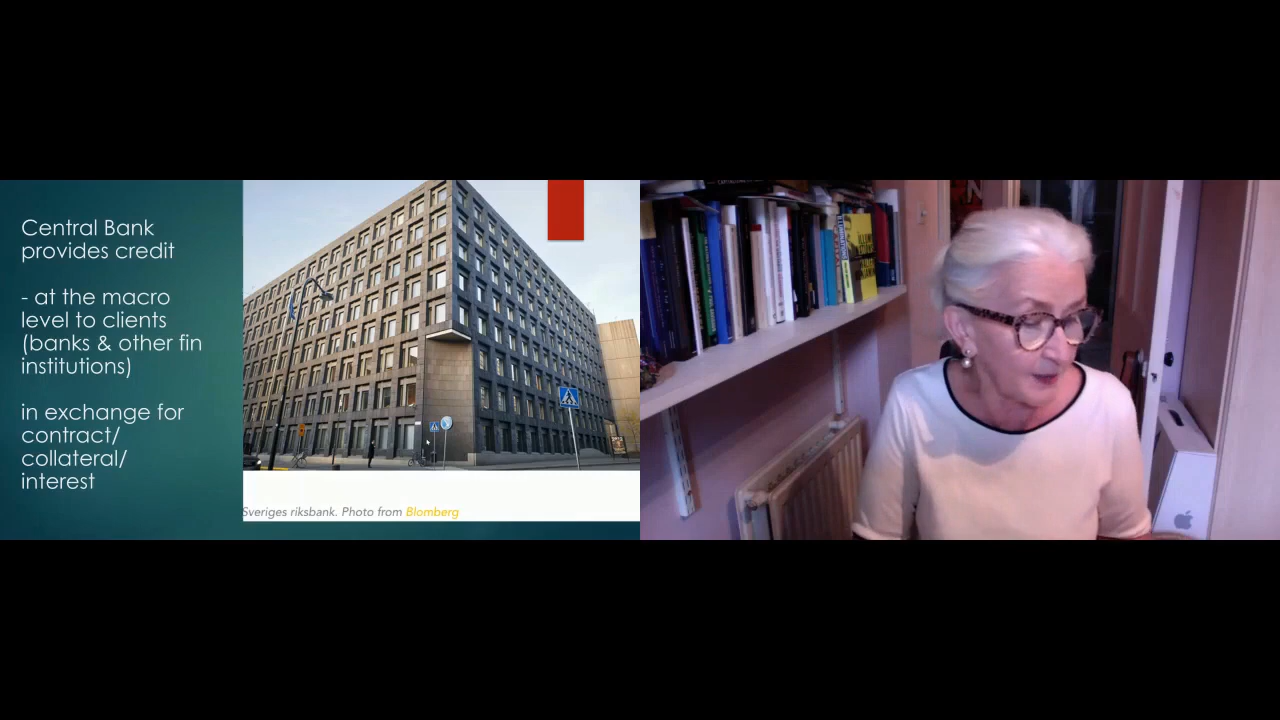 Central Bank
provides credit
- at the macro
level to clients
(banks & other fin
institutions)
in exchange for
contract/
collateral/
interest
Sveriges riksbank. Photo from Blomberg